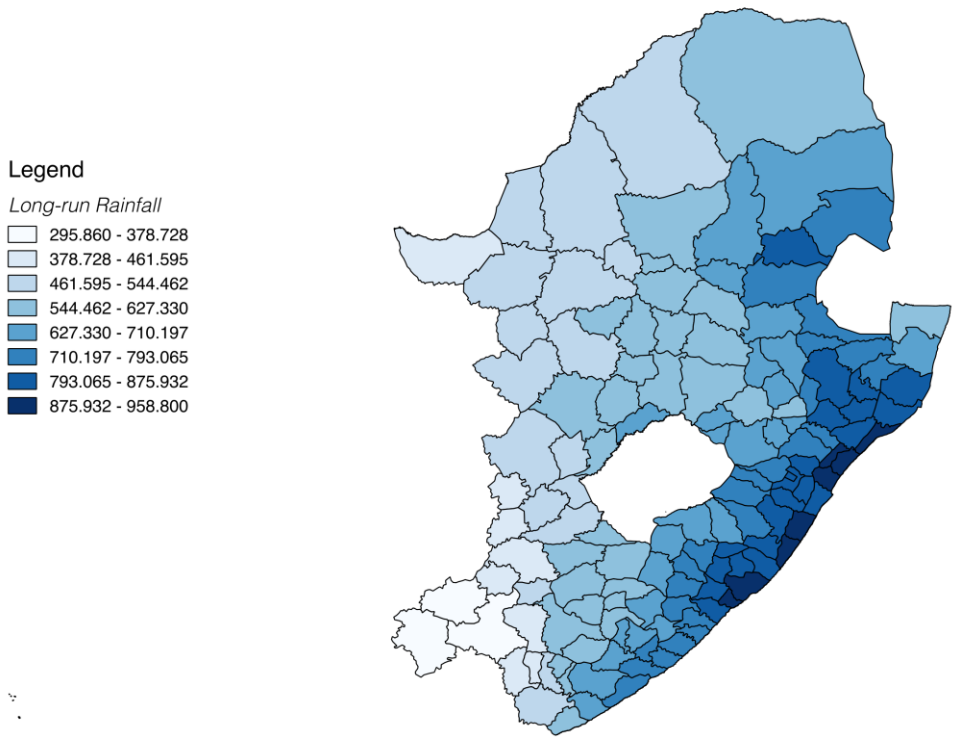 Legend
Long-run Rainfall
295.860 - 378.728
378.728 - 461.595
461.595 - 544.462
544.462 - 627.330
627.330 - 710.197
710.197 - 793.065
793.065 - 875.932
875.932 - 958.800